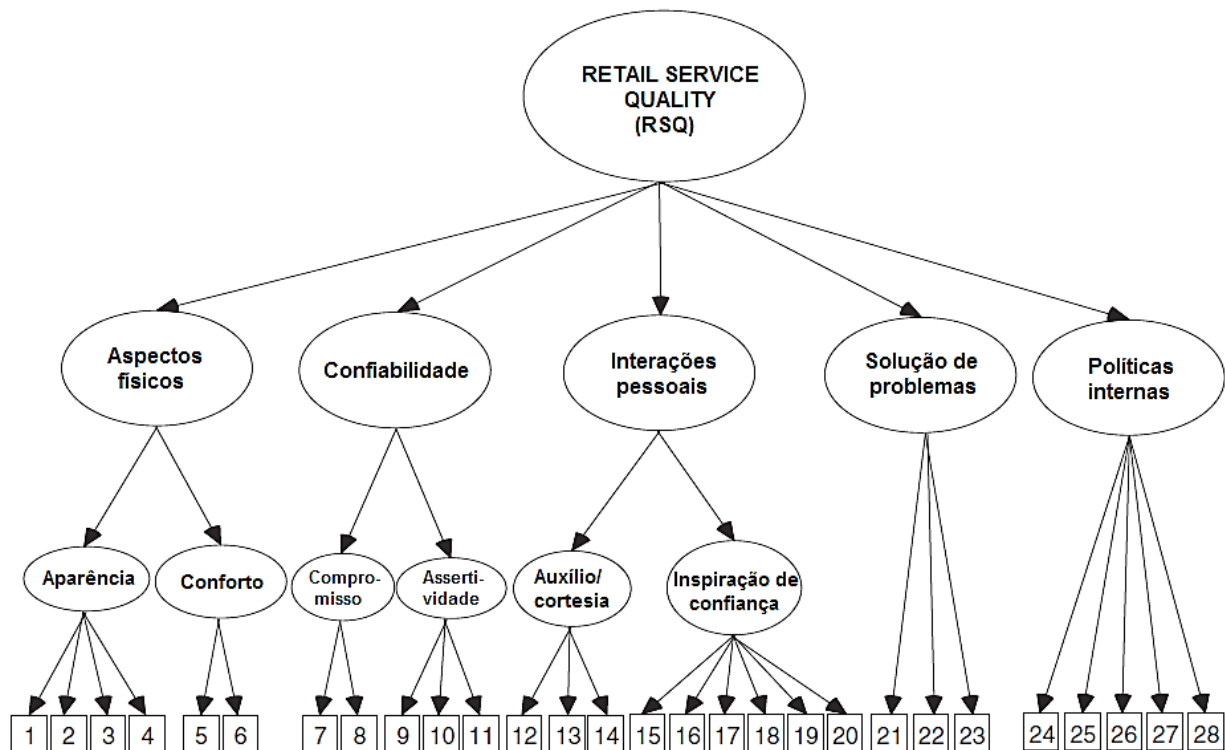 RETAIL SERVICE
QUALITY
(RSQ)
Aspectos
físicos
Confiabilidade
Interações
pessoais
Solução de
problemas
Políticas
internas
Aparência
Conforto
Compro-
misso
Asserti-
vidade
Auxílio/
cortesia
Inspiração de
confiança
1 2 3 4 5 6 7 8 9 10 11 12 13 14 15 16 17 18 19 20 21 22 23 24 25 26 27 28